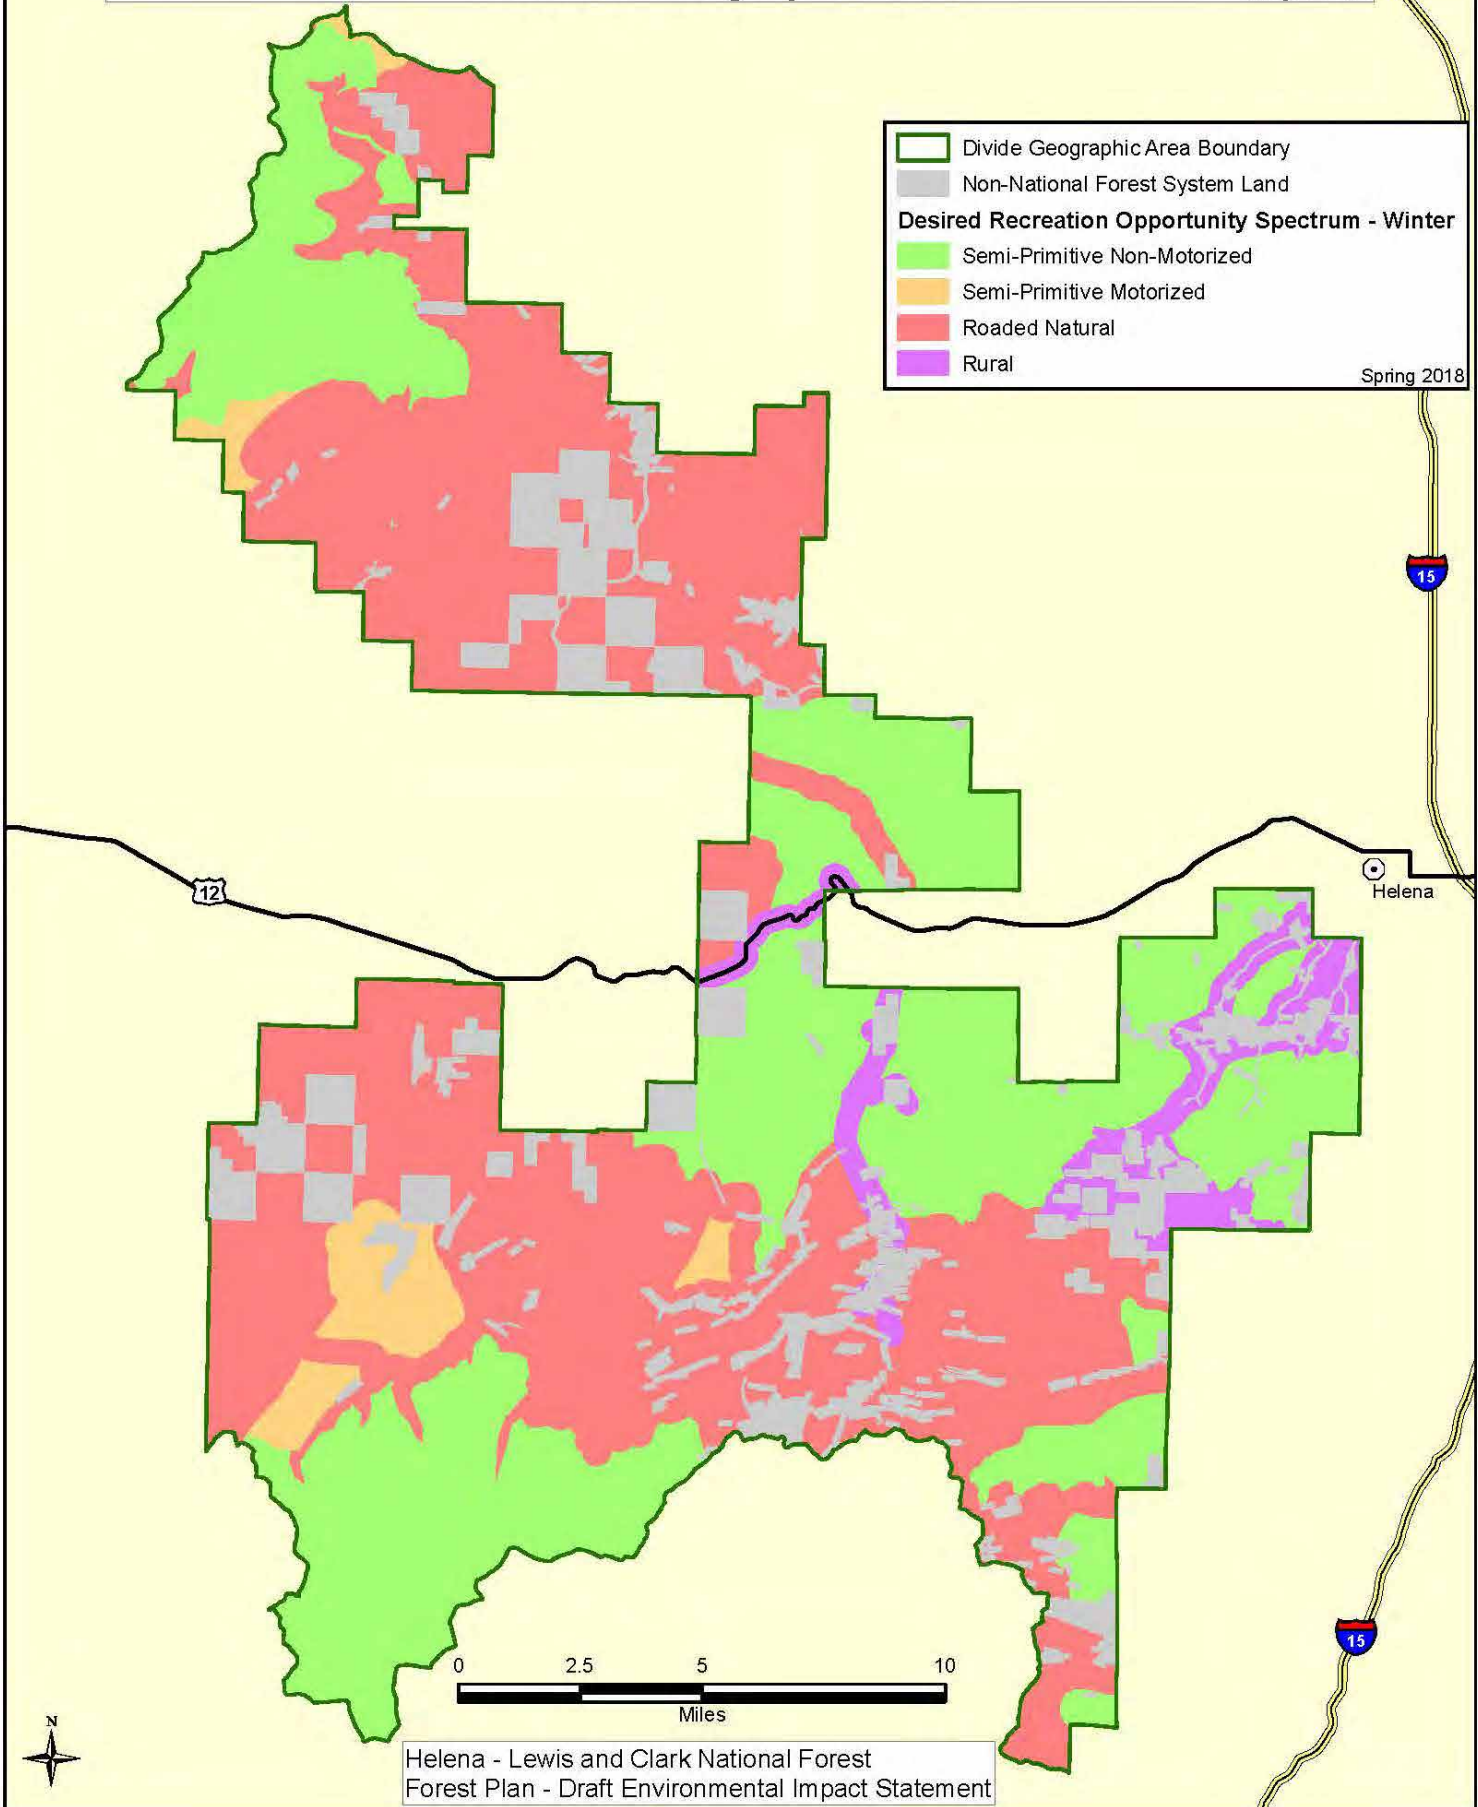 Divide Geographic Area Boundary
Non-National Forest System Land
Desired Recreation Opportunity Spectrum - Winter
Semi-Primitive Non-Motorized
Semi-Primitive Motorized
Roaded Natural
Rural
Spring 2018
15
12
Helena
15
0 2.5 5 10
Miles
N
Helena - Lewis and Clark National Forest
Forest Plan - Draft Environmental Impact Statement